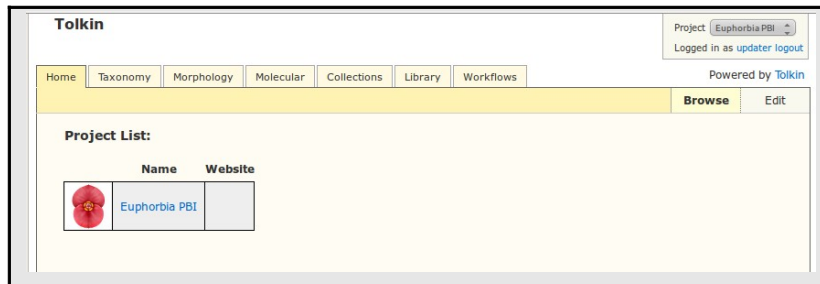 Tolkin
Project Euphorbia PBI
Logged in as updater logout
Home Taxonomy Morphology Molecular Collections Library Workflows
Powered by Tolkin
Browse Edit
Project List:
Name Website
Euphorbia PBI